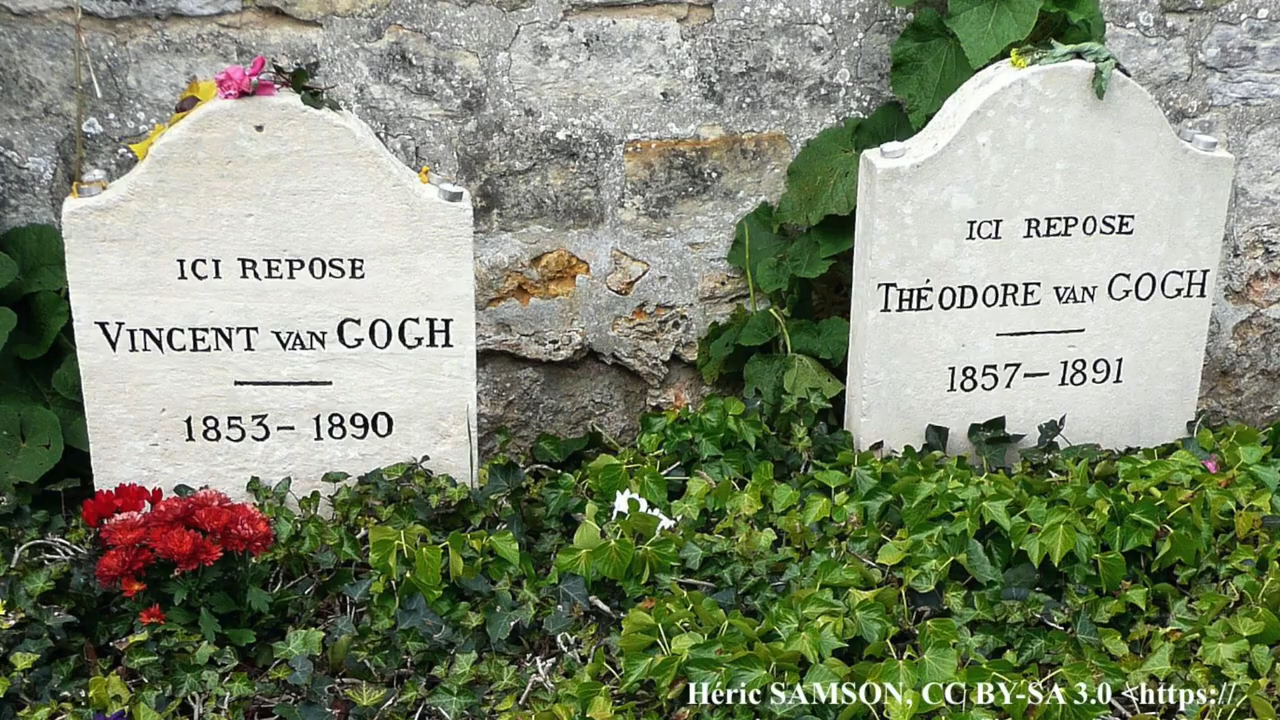 ICI REPOSE
VINCENT VAN GOGH
1853 – 1890
ICI REPOSE
THÉODORE VAN GOGH
1857 – 1891
Héric SAMSON, CC BY-SA 3.0 <https://